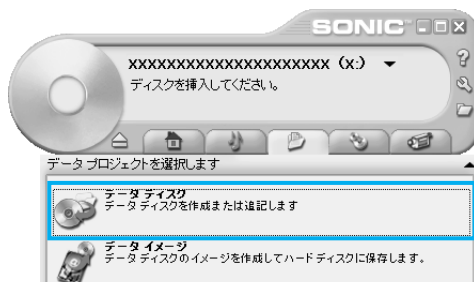 SONIC
xxxxxxxxxxxxxxxxxxxxx (x:)
ディスクを挿入してください。
データ プロジェクトを選択します
データ ディスク
データ ディスクを作成または追記します
データ イメージ
データ ディスクのイメージを作成してハード ディスクに保存します。